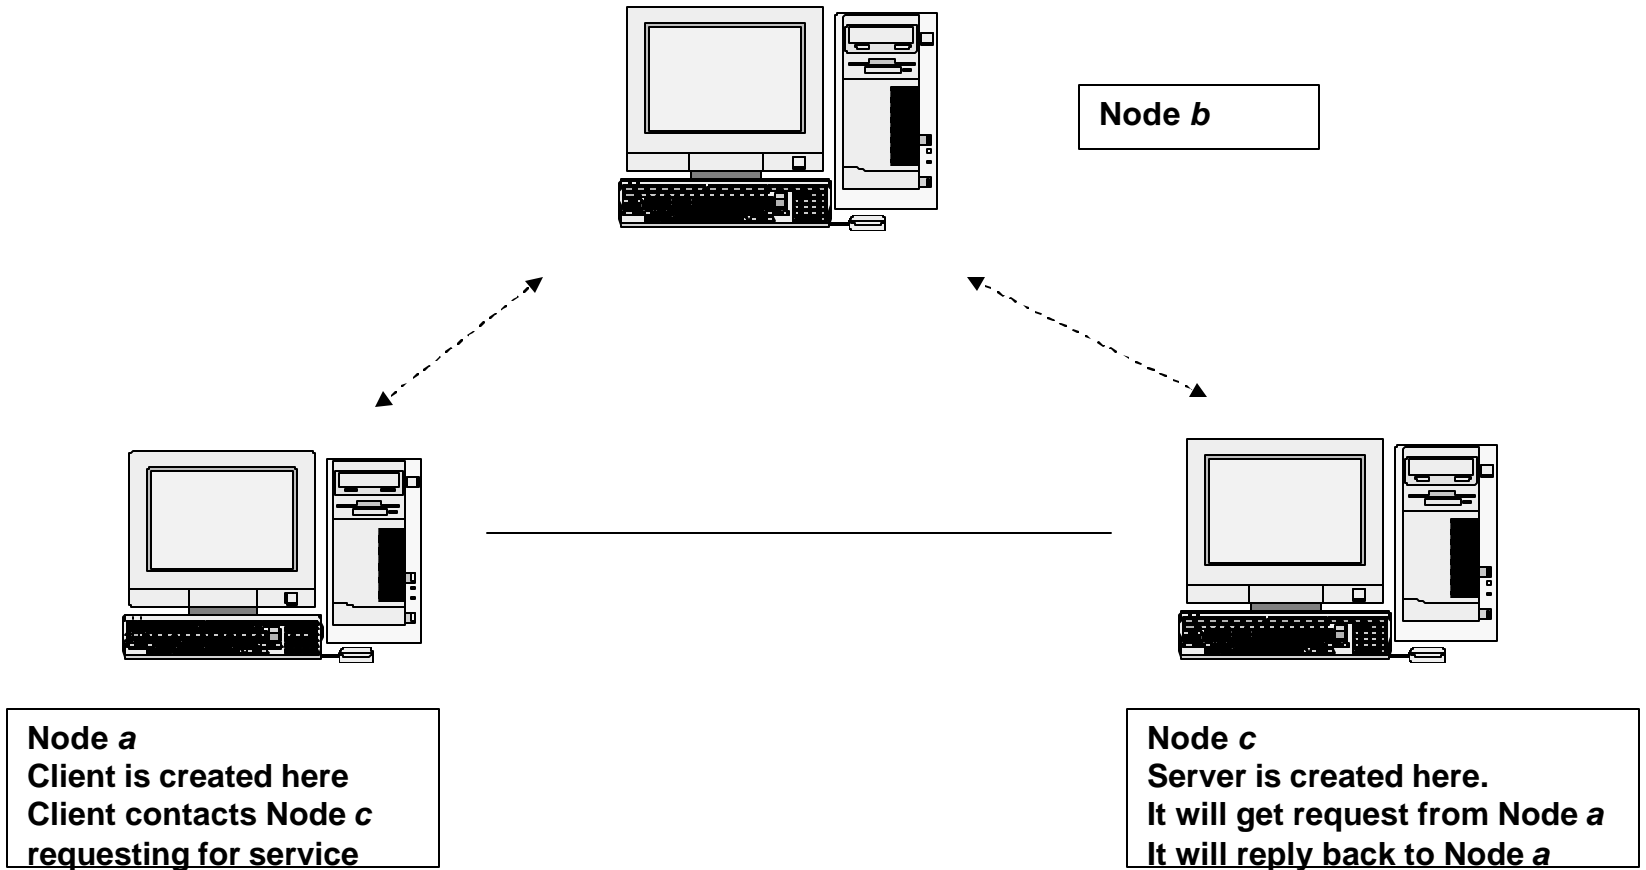 Node b
Node a
Client is created here
Client contacts Node c
requesting for service
Node c
Server is created here.
It will get request from Node a
It will reply back to Node a